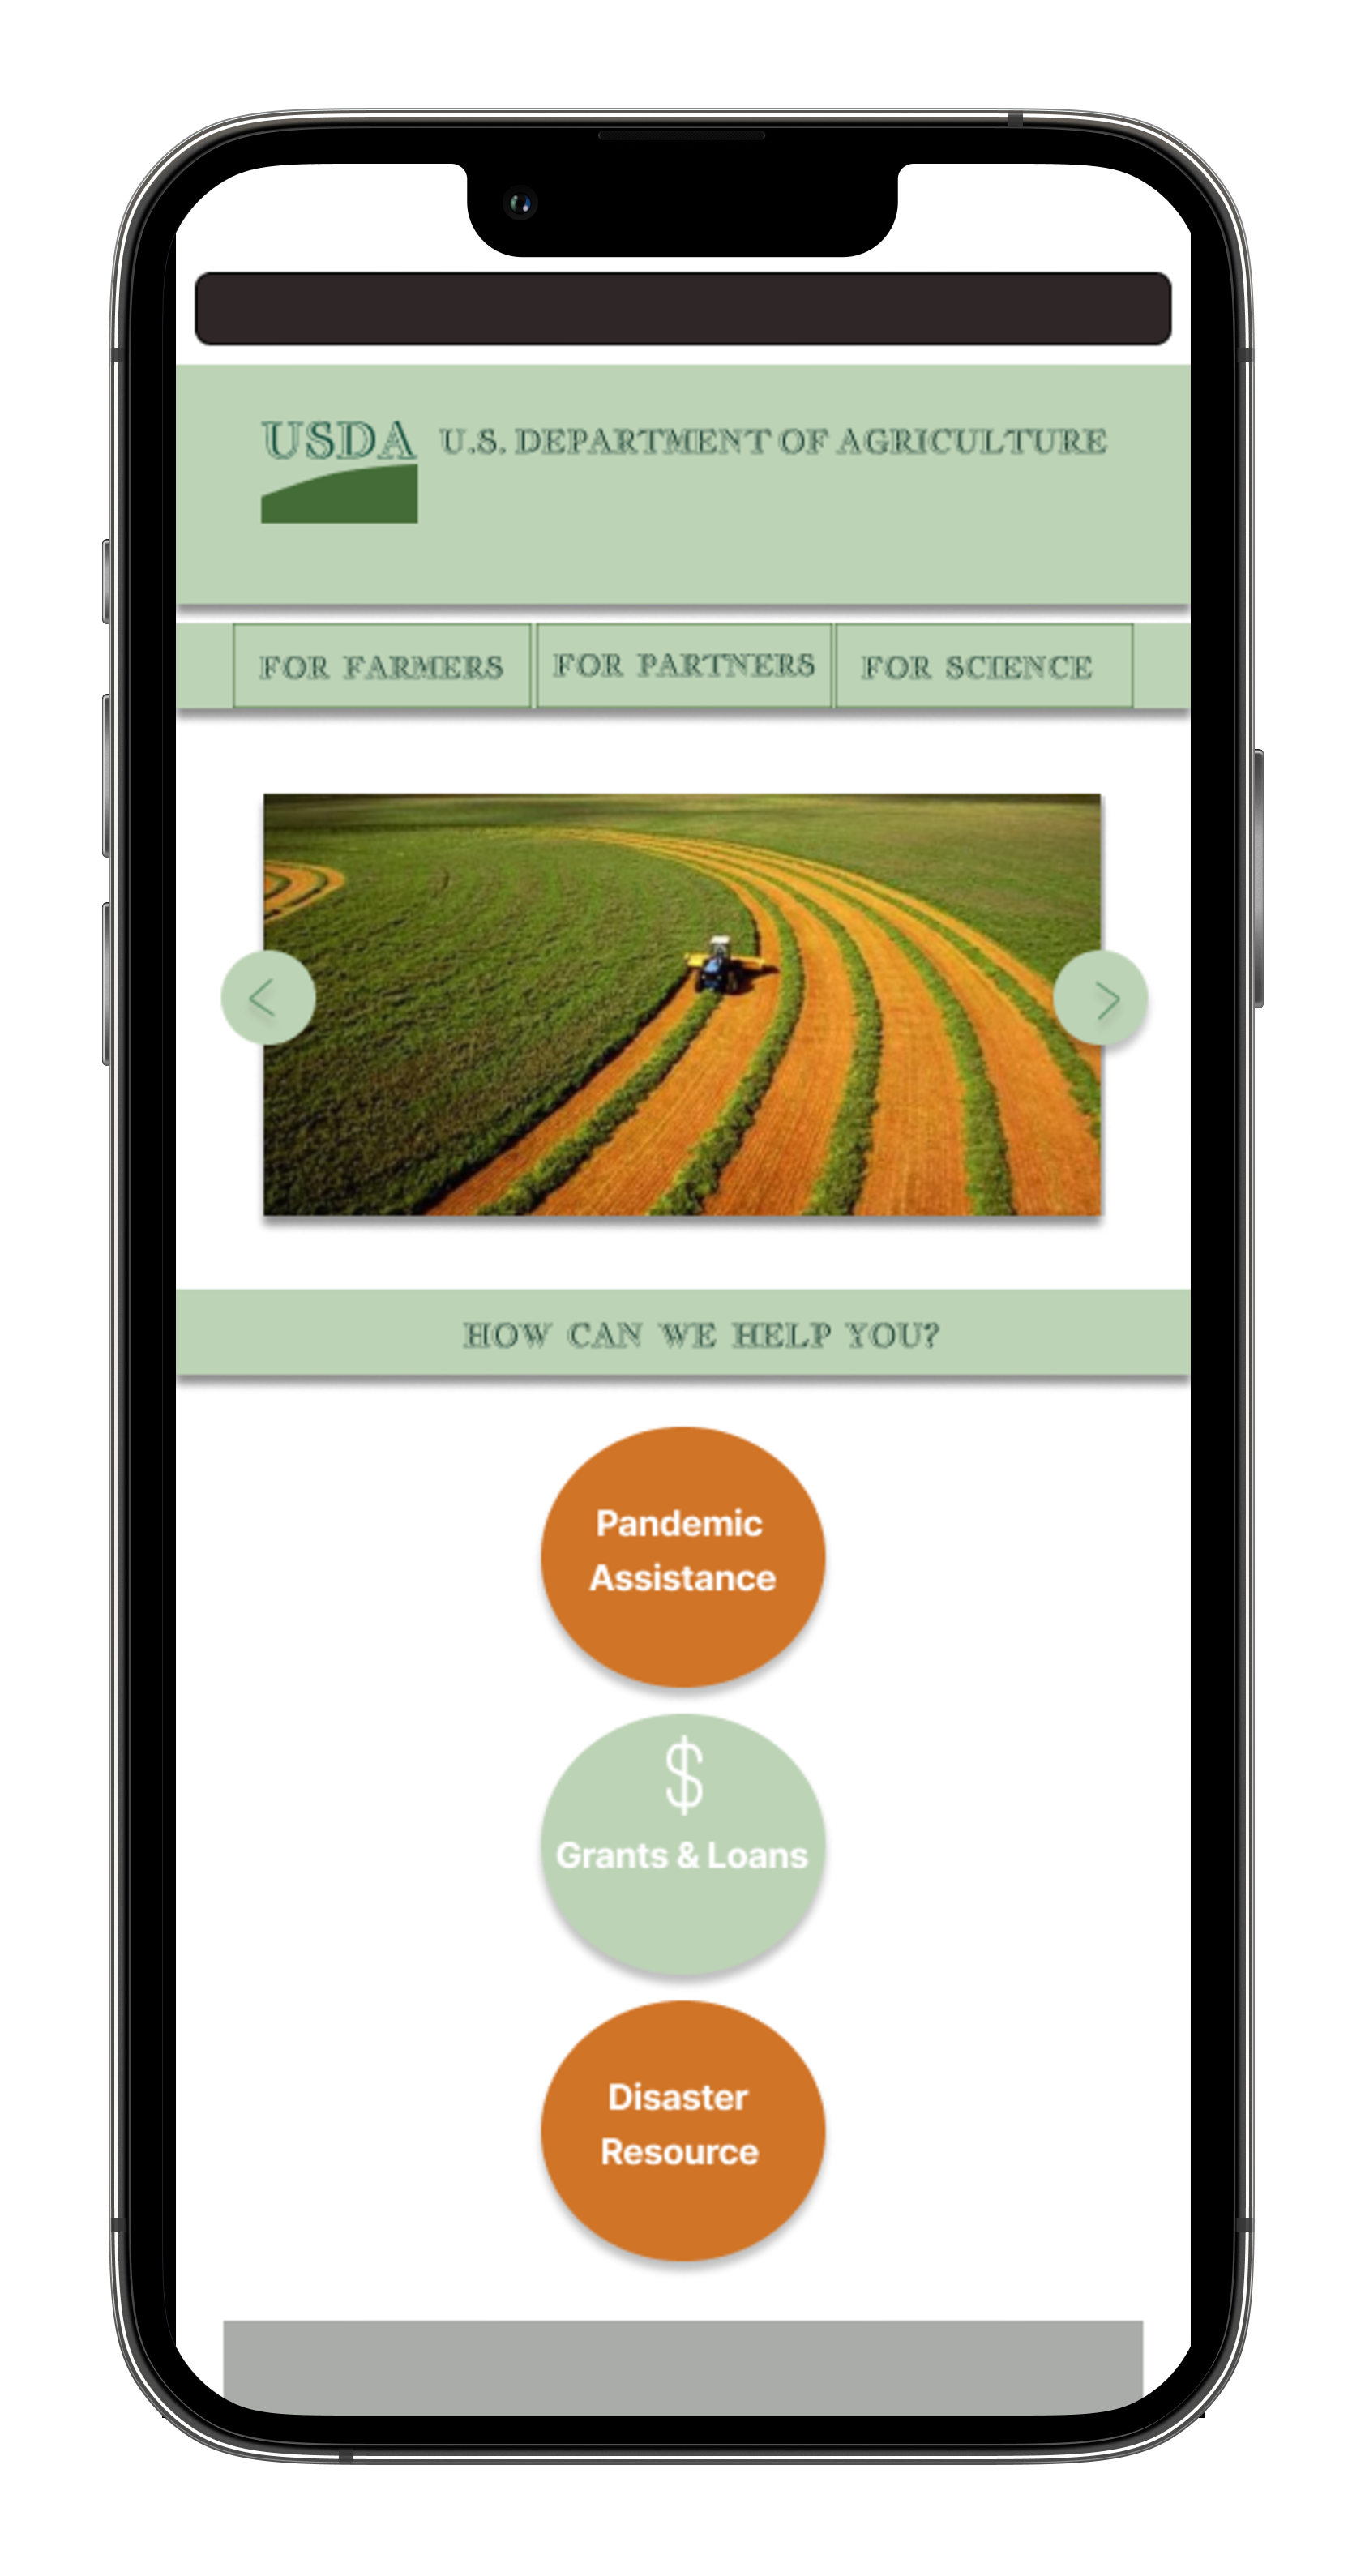 USDA U.S. DEPARTMENT OF AGRICULTURE
FOR FARMERS FOR PARTNERS FOR SCIENCE
<
>
HOW CAN WE HELP YOU?
Pandemic
Assistance
$
Grants & Loans
Disaster
Resource